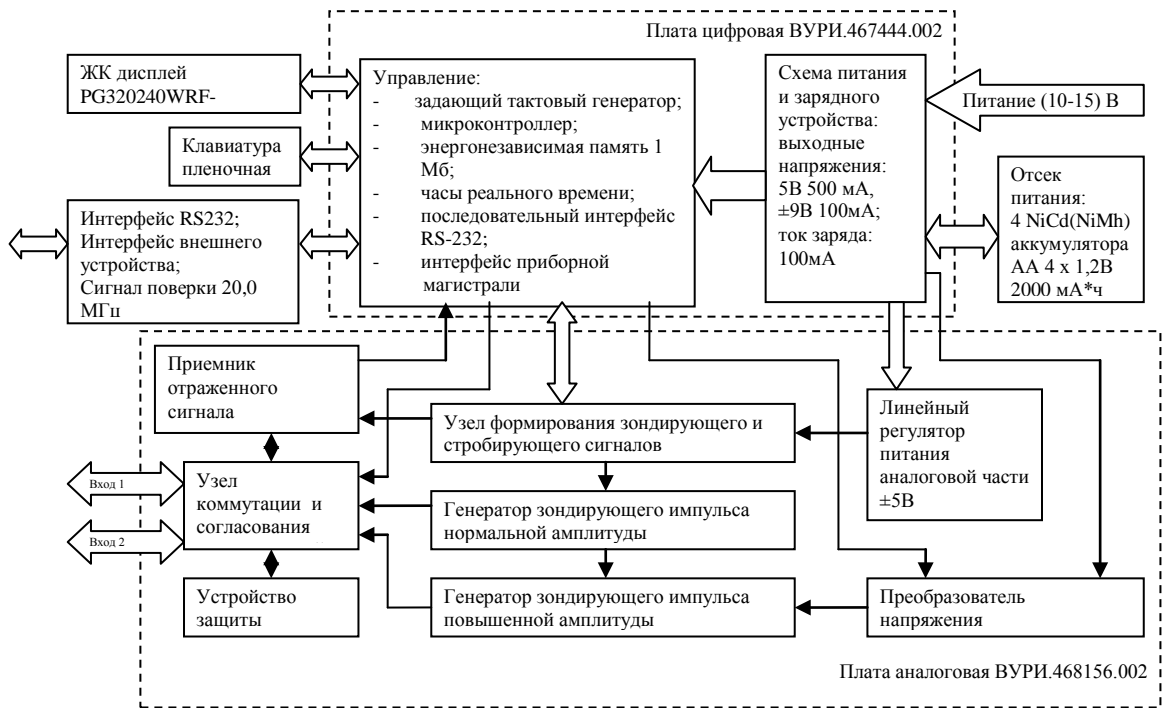 Плата цифровая ВУРИ.467444.002
ЖК дисплей
PG320240WRF-
Клавиатура
пленочная
Интерфейс RS232;
Интерфейс внешнего
устройства;
Сигнал поверки 20,0
МГц
Управление:
- задающий тактовый генератор;
- микроконтроллер;
- энергонезависимая память 1
Мб;
- часы реального времени;
- последовательный интерфейс
RS-232;
- интерфейс приборной
магистрали
Схема питания
и зарядного
устройства:
выходные
напряжения:
5В 500 мА,
±9В 100мА;
ток заряда:
100мА
Питание (10-15) В
Отсек
питания:
4 NiCd(NiMh)
аккумулятора
АА 4 х 1,2В
2000 мА*ч
Приемник
отраженного
сигнала
Узел формирования зондирующего и
стробирующего сигналов
Линейный
регулятор
питания
аналоговой части
±5В
Вход 1
Вход 2
Узел
коммутации и
согласования
Генератор зондирующего импульса
нормальной амплитуды
Устройство
защиты
Генератор зондирующего импульса
повышенной амплитуды
Преобразователь
напряжения
Плата аналоговая ВУРИ.468156.002